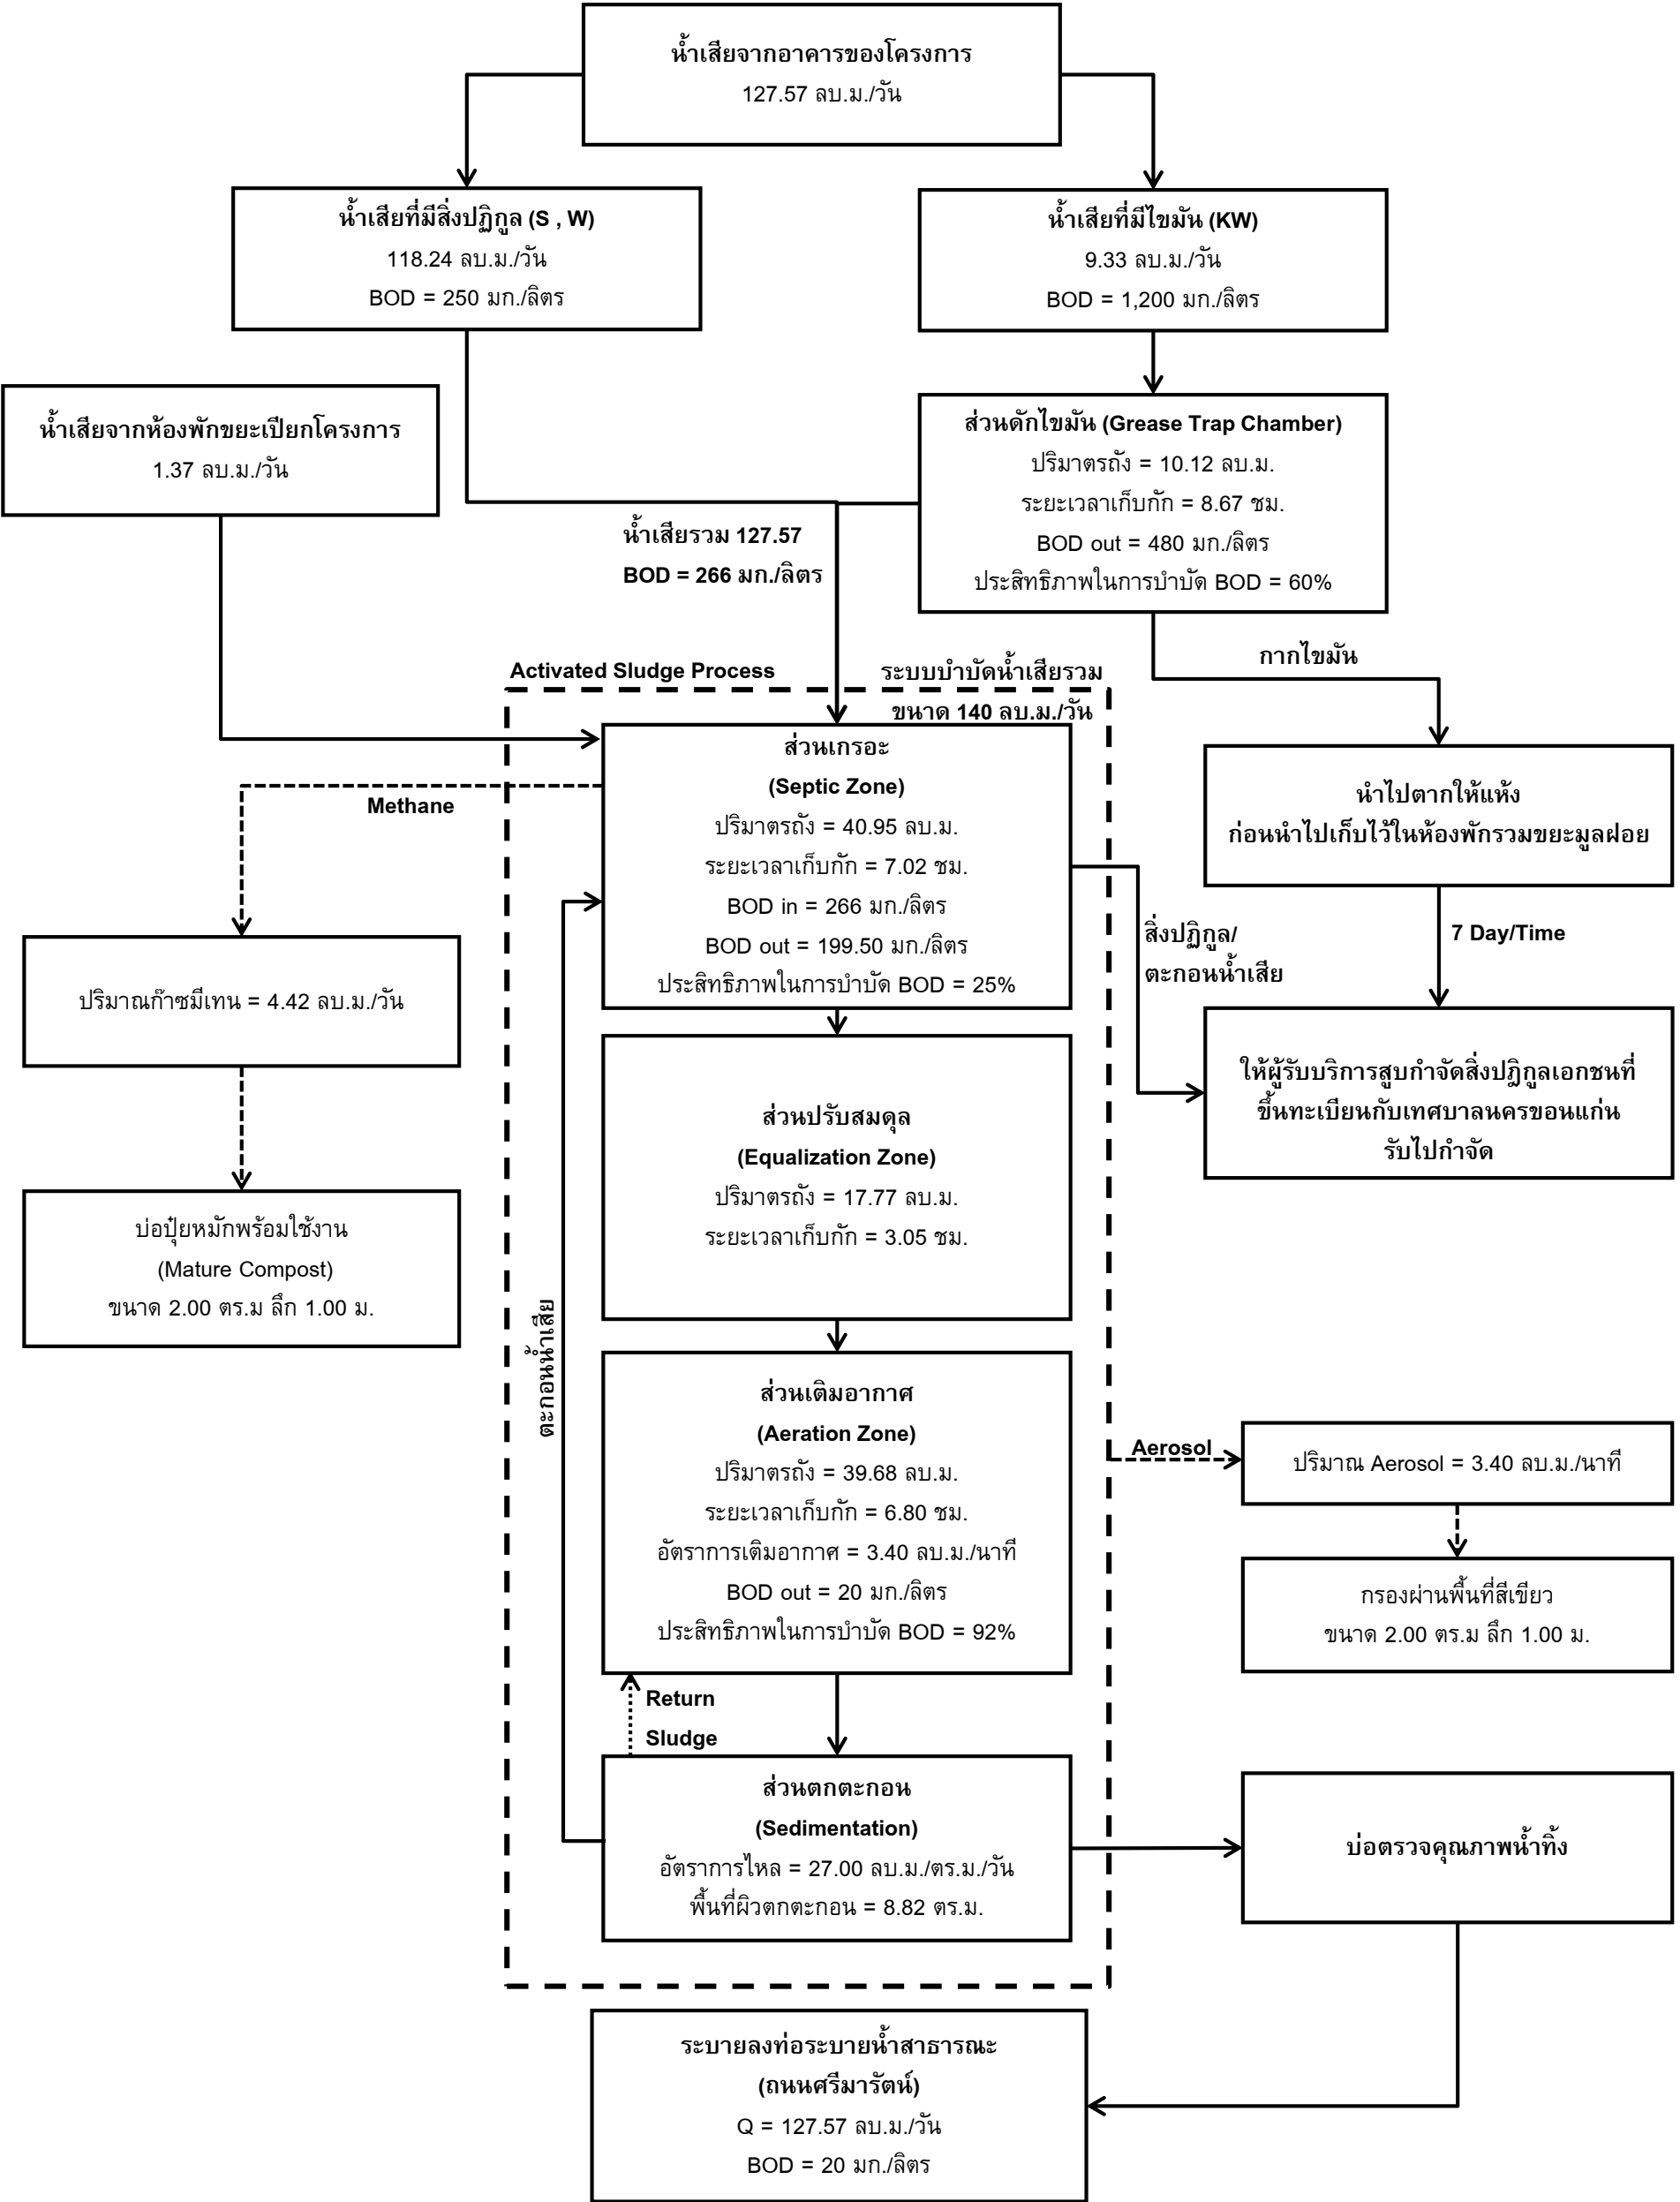 น้ำเสียจากอาคารของโครงการ
127.57 ลบ.ม./วัน
น้ำเสียที่มีสิ่งปฏิกูล (S , W)
118.24 ลบ.ม./วัน
BOD = 250 มก./ลิตร
น้ำเสียที่มีไขมัน (KW)
9.33 ลบ.ม./วัน
BOD = 1,200 มก./ลิตร
น้ำเสียจากห้องพักขยะเปียกโครงการ
1.37 ลบ.ม./วัน
ส่วนดักไขมัน (Grease Trap Chamber)
ปริมาตรถัง = 10.12 ลบ.ม.
ระยะเวลาเก็บกัก = 8.67 ชม.
BOD out = 480 มก./ลิตร
ประสิทธิภาพในการบำบัด BOD = 60%
น้ำเสียรวม 127.57
BOD = 266 มก./ลิตร
กากไขมัน
Activated Sludge Process
ระบบบำบัดน้ำเสียรวม
ขนาด 140 ลบ.ม./วัน
ส่วนเกรอะ
(Septic Zone)
ปริมาตรถัง = 40.95 ลบ.ม.
ระยะเวลาเก็บกัก = 7.02 ชม.
BOD in = 266 มก./ลิตร
BOD out = 199.50 มก./ลิตร
ประสิทธิภาพในการบำบัด BOD = 25%
Methane
นำไปตากให้แห้ง
ก่อนนำไปเก็บไว้ในห้องพักรวมขยะมูลฝอย
สิ่งปฏิกูล/
ตะกอนน้ำเสีย
7 Day/Time
ปริมาณก๊าซมีเทน = 4.42 ลบ.ม./วัน
ให้ผู้รับบริการสูบกำจัดสิ่งปฎิกูลเอกชนที่
ขึ้นทะเบียนกับเทศบาลนครขอนแก่น
รับไปกำจัด
ส่วนปรับสมดุล
(Equalization Zone)
ปริมาตรถัง = 17.77 ลบ.ม.
ระยะเวลาเก็บกัก = 3.05 ชม.
บ่อปุ๋ยหมักพร้อมใช้งาน
(Mature Compost)
ขนาด 2.00 ตร.ม ลึก 1.00 ม.
ตะกอนน้ำเสีย
ส่วนเติมอากาศ
(Aeration Zone)
ปริมาตรถัง = 39.68 ลบ.ม.
ระยะเวลาเก็บกัก = 6.80 ชม.
อัตราการเติมอากาศ = 3.40 ลบ.ม./นาที
BOD out = 20 มก./ลิตร
ประสิทธิภาพในการบำบัด BOD = 92%
Aerosol
ปริมาณ Aerosol = 3.40 ลบ.ม./นาที
กรองผ่านพื้นที่สีเขียว
ขนาด 2.00 ตร.ม ลึก 1.00 ม.
Return
Sludge
ส่วนตกตะกอน
(Sedimentation)
อัตราการไหล = 27.00 ลบ.ม./ตร.ม./วัน
พื้นที่ผิวตกตะกอน = 8.82 ตร.ม.
บ่อตรวจคุณภาพน้ำทิ้ง
ระบายลงท่อระบายน้ำสาธารณะ
(ถนนศรีมารัตน์)
Q = 127.57 ลบ.ม./วัน
BOD = 20 มก./ลิตร